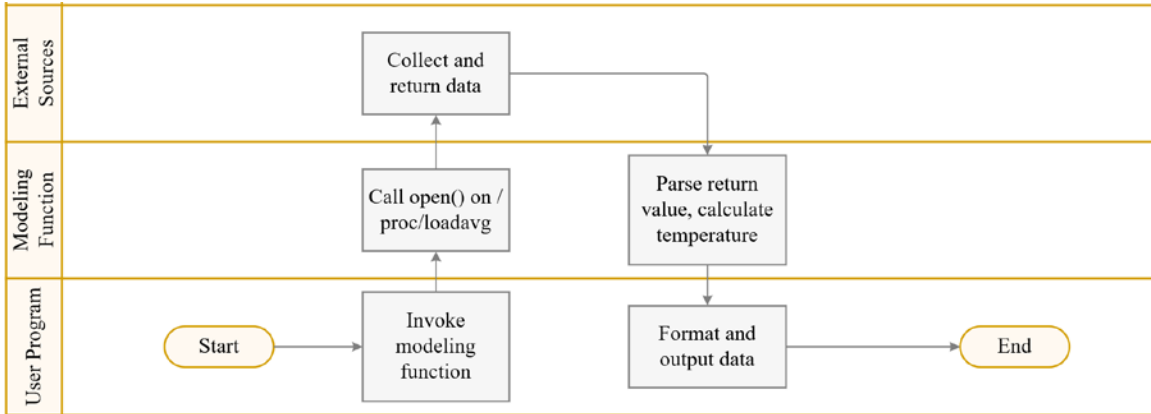 External
Sources
Collect and
return data
Modeling
Function
Call open() on /
proc/loadavg
Parse return
value, calculate
temperature
User Program
Start
Invoke
modeling
function
Format and
output data
End